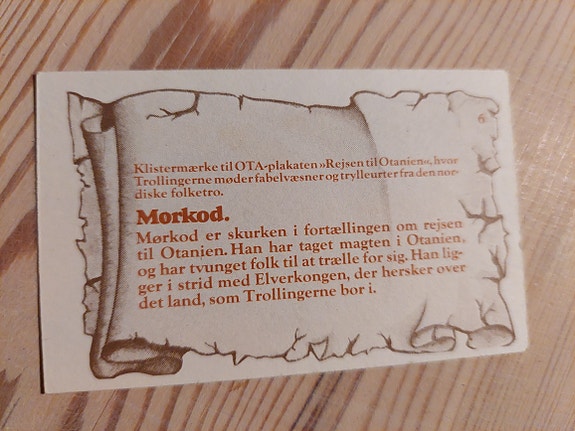 6
Klistermærke til OTA-plakaten »Rejsen til Otanien«, hvor
Trollingerne møder fabelvæsner og trylleurter fra den nor-
diske folketro.
Morkod.
Mørkod er skurken i fortællingen om rejsen
til Otanien. Han har taget magten i Otanien,
og har tvunget folk til at trælle for sig. Han lig-
ger i strid med Elverkongen, der hersker over
det land, som Trollingerne bor i.